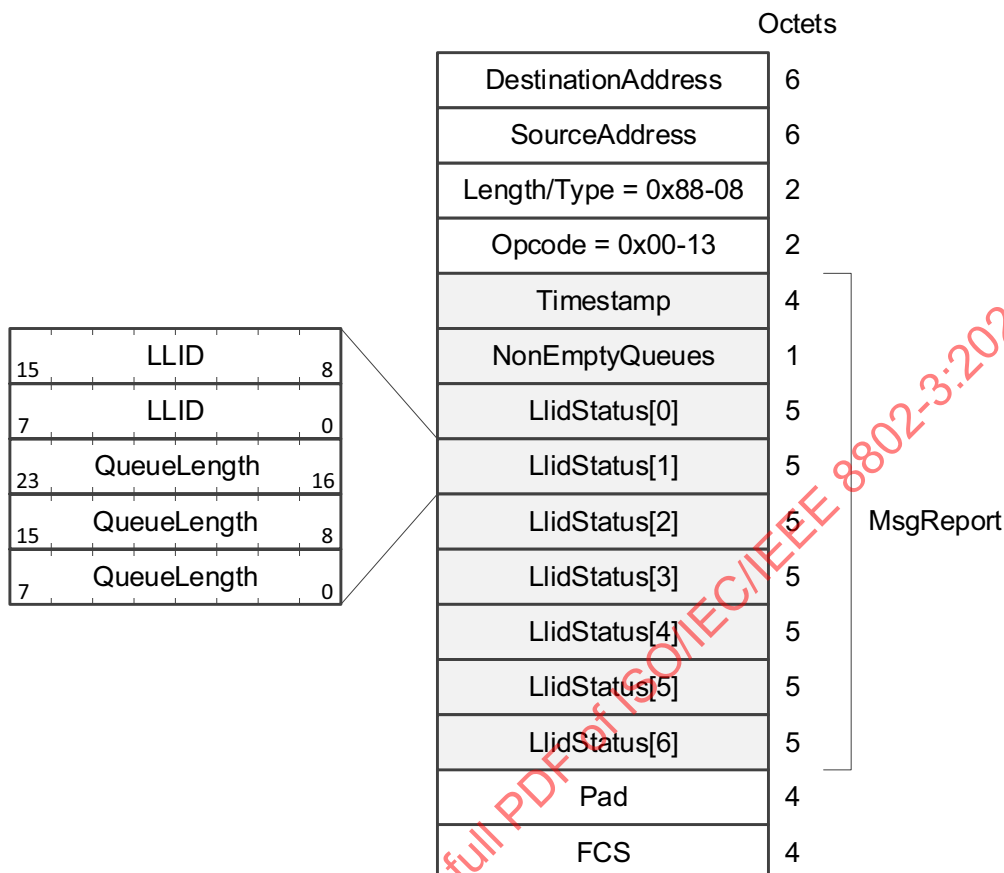 Octets
DestinationAddress 6
SourceAddress 6
Length/Type = 0x88-08 2
Opcode = 0x00-13 2
Timestamp 4
NonEmptyQueues 1
LlidStatus[0] 5
LlidStatus[1] 5
LlidStatus[2] 5
LlidStatus[3] 5
LlidStatus[4] 5
LlidStatus[5] 5
LlidStatus[6] 5
Pad 4
FCS 4
MsgReport
15 LLID 8
7 LLID 0
23 QueueLength 16
15 QueueLength 8
7 QueueLength 0
full PDF of ISO/IEC/IEEE 8802-3:202